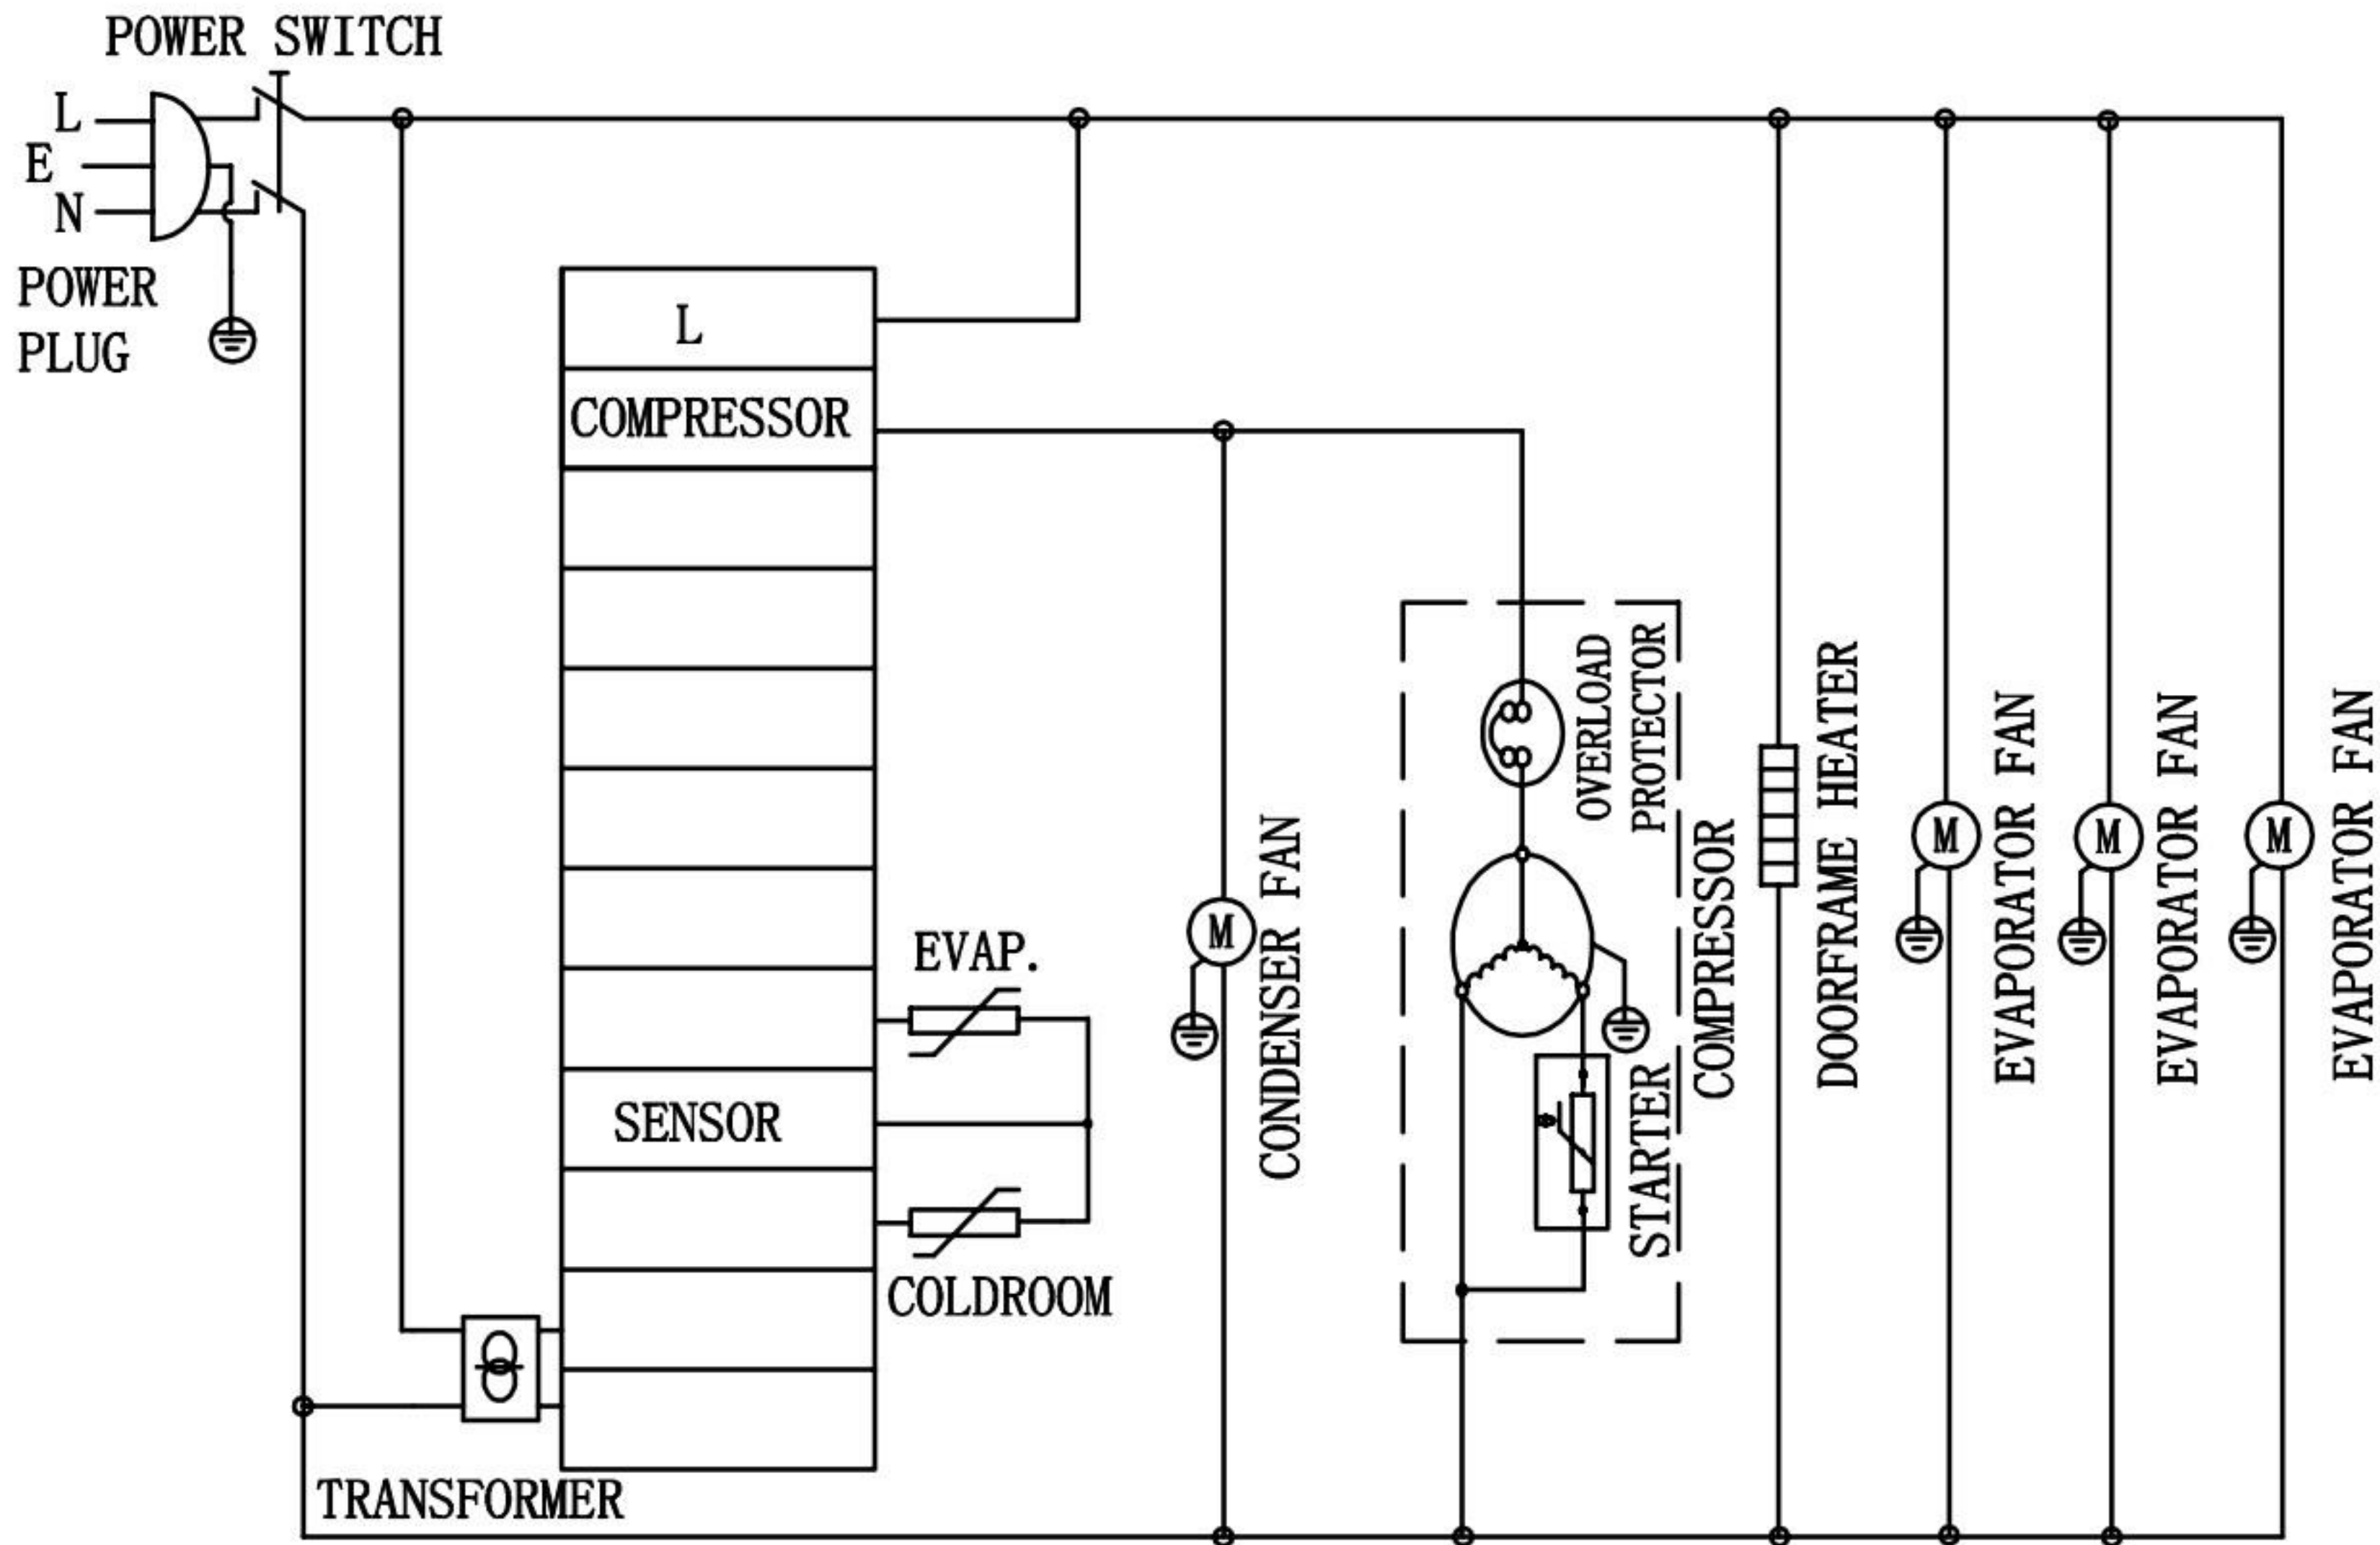 POWER SWITCH
L
E
N
POWER
PLUG
L
COMPRESSOR
EVAP.
SENSOR
COLDROOM
TRANSFORMER
M
CONDENSER FAN
OVERLOAD
PROTECTOR
STARTER
COMPRESSOR
DOORFRAME HEATER
M
EVAPORATOR FAN
M
EVAPORATOR FAN
M
EVAPORATOR FAN